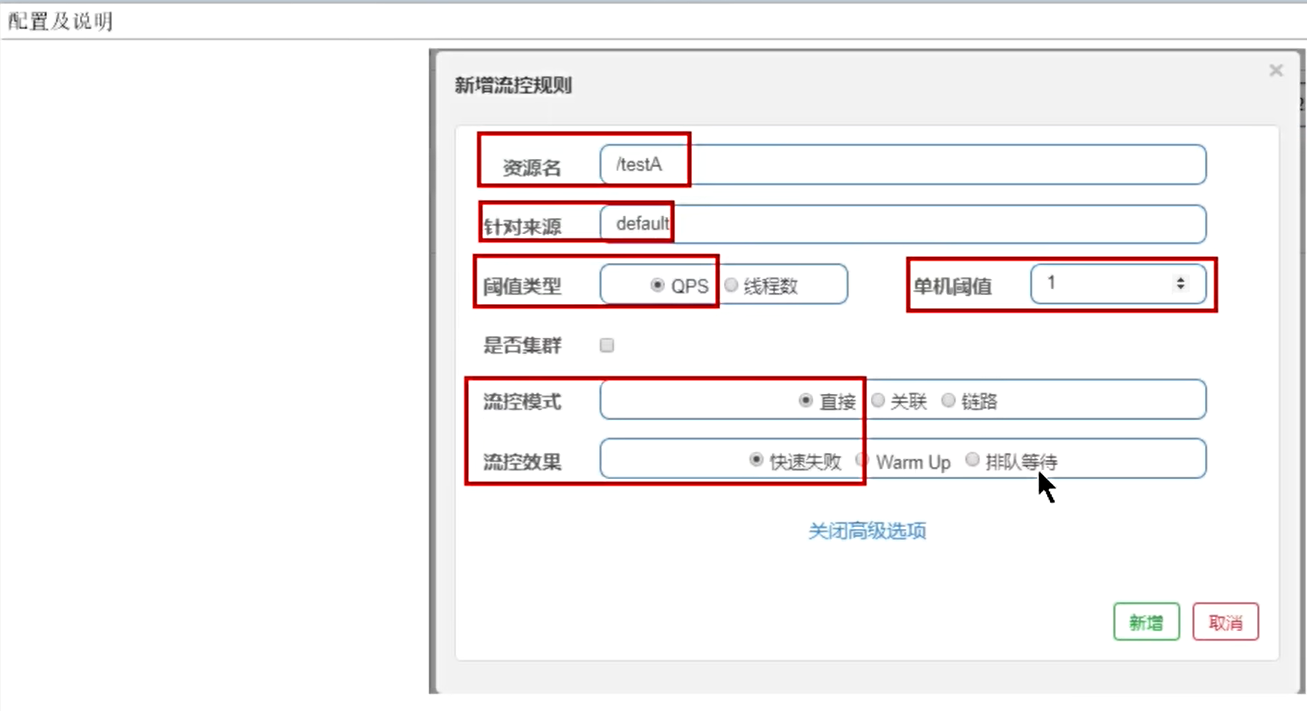 配置及说明
新增流控规则
×
资源名 /testA
针对来源 default
阈值类型 QPS 线程数 单机阈值 1
是否集群
流控模式 直接 关联 链路
流控效果 快速失败 Warm Up 排队等待
关闭高级选项
新增 取消